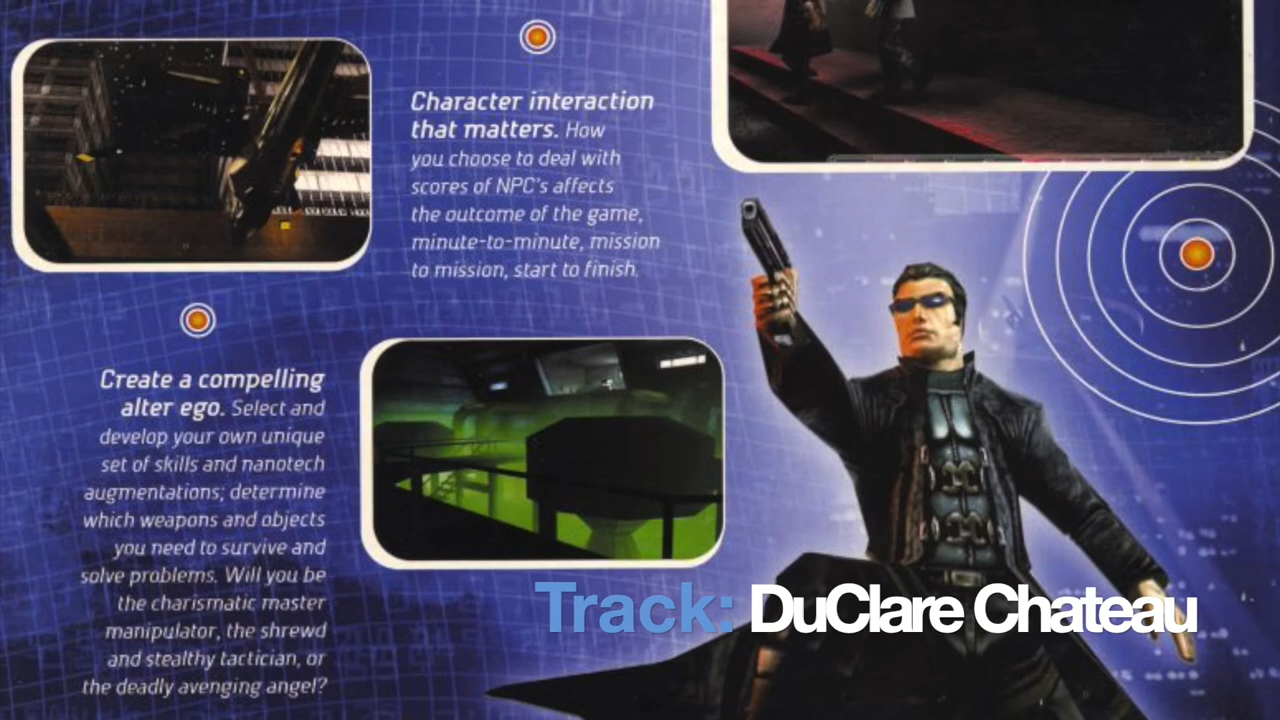 Character interaction
that matters. How
you choose to deal with
scores of NPC's affects
the outcome of the game,
minute-to-minute, mission
to mission, start to finish.
Create a compelling
alter ego. Select and
develop your own unique
set of skills and nanotech
augmentations; determine
which weapons and objects
you need to survive and
solve problems. Will you be
the charismatic master
manipulator, the shrewd
and stealthy tactician, or
the deadly avenging angel?
Track: DuClare Chateau